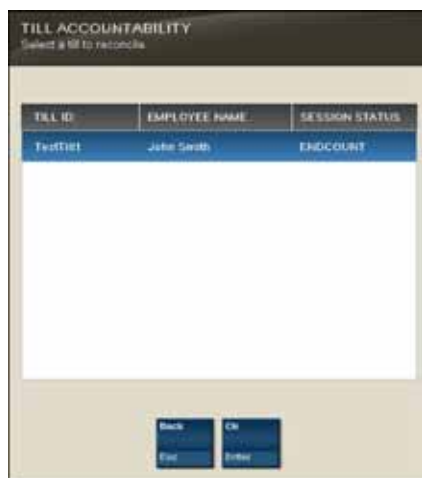 TILL ACCOUNTABILITY
Select a till to reconcile
TILL ID EMPLOYEE NAME SESSION STATUS
TestTill1 John Smith ENDCOUNT
Back Ok
Esc Enter